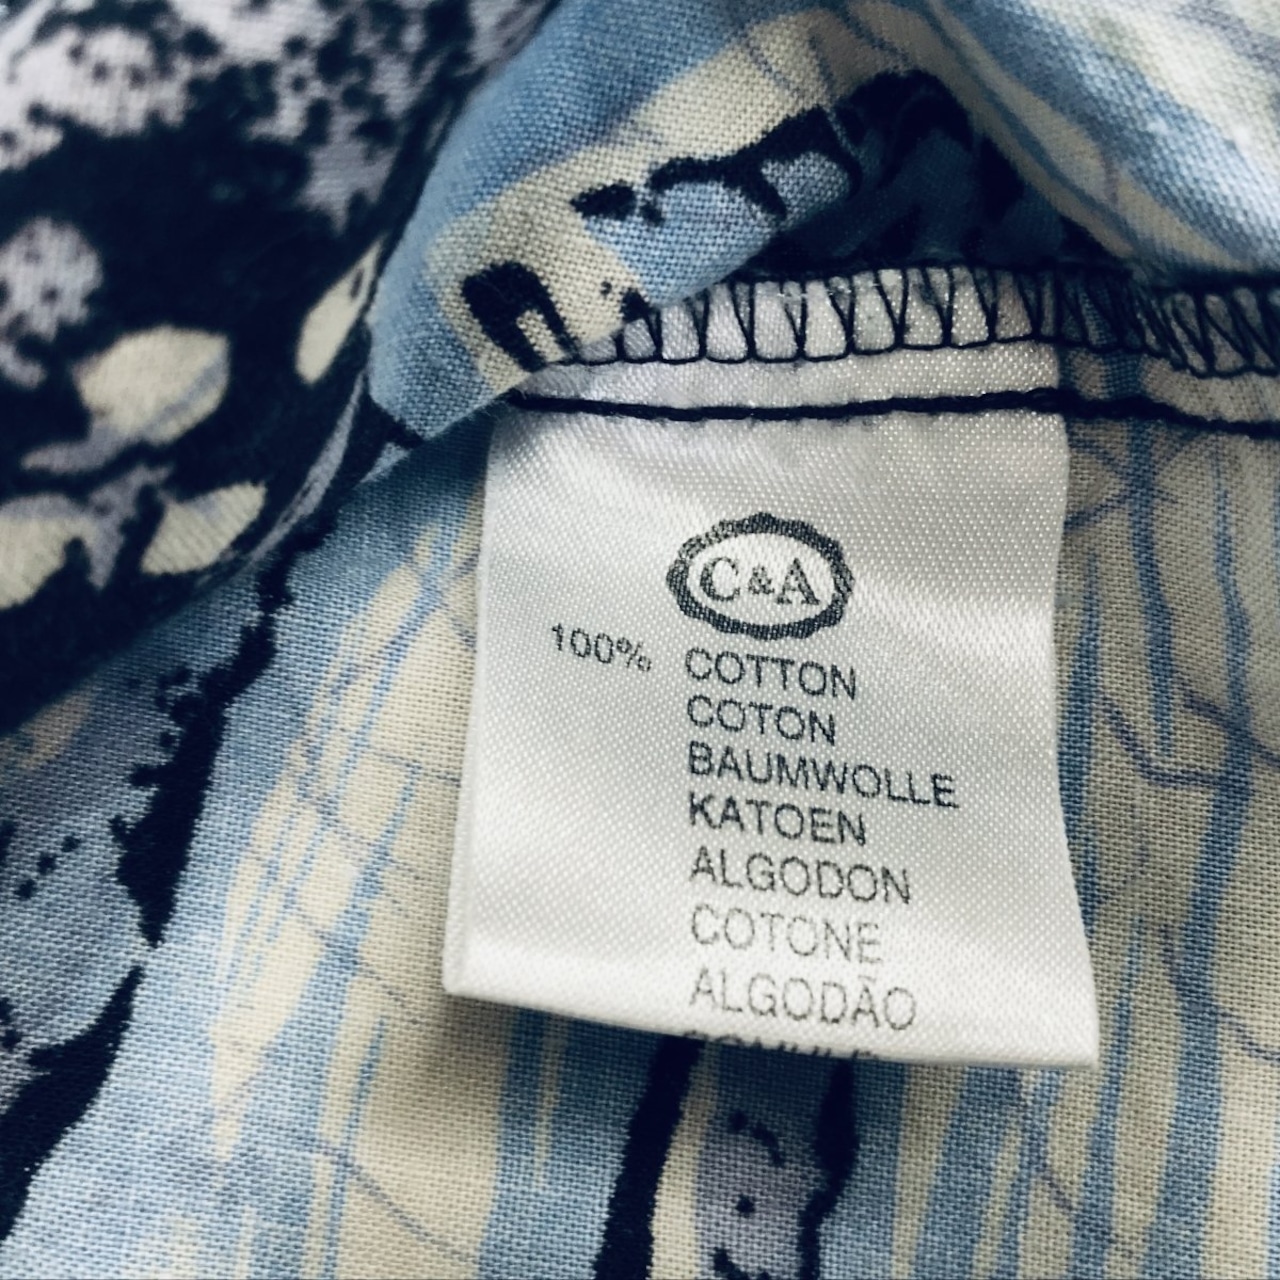 C&A
100% COTTON
COTON
BAUMWOLLE
KATOEN
ALGODON
COTONE
ALGODÃO